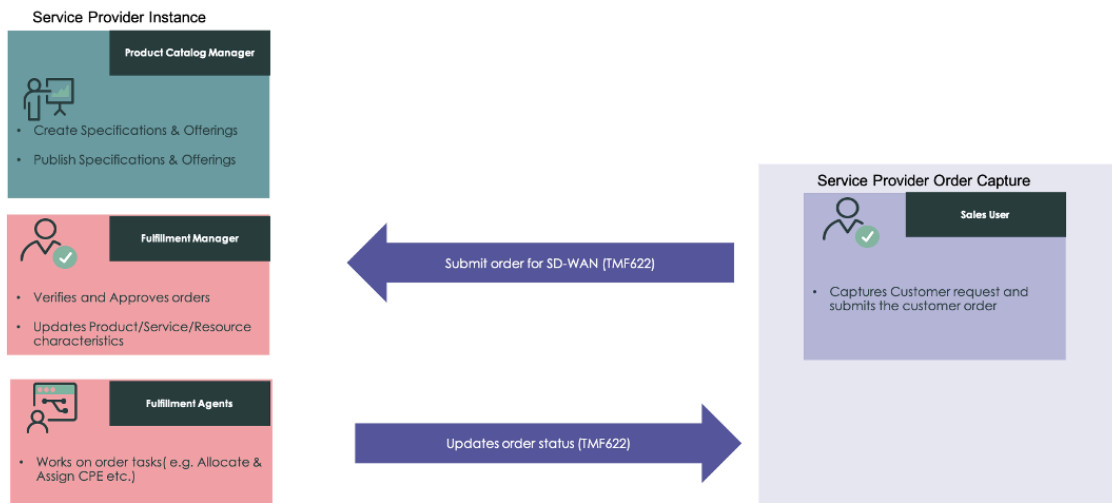 Service Provider Instance
Product Catalog Manager
• Create Specifications & Offerings
• Publish Specifications & Offerings
Fulfillment Manager
• Verifies and Approves orders
• Updates Product/Service/Resource
characteristics
Fulfillment Agents
• Works on order tasks( e.g. Allocate &
Assign CPE etc.)
Submit order for SD-WAN (TMF622)
Updates order status (TMF622)
Service Provider Order Capture
Sales User
• Captures Customer request and
submits the customer order